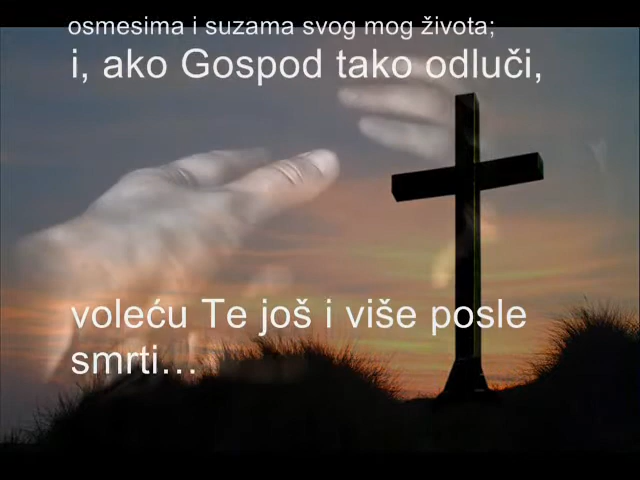 osmesima i suzama svog mog života;
i, ako Gospod tako odluči,
voleću Te još i više posle
smrti...